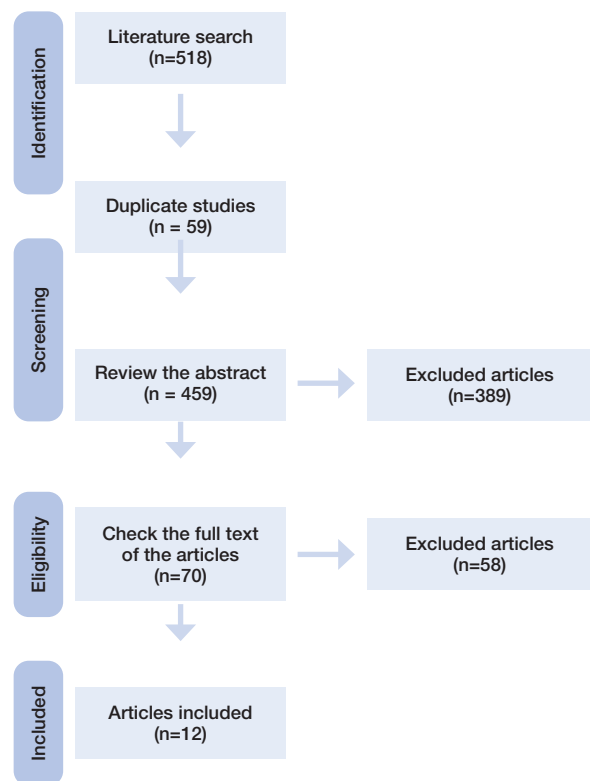 Identification
Literature search
(n=518)
Duplicate studies
(n = 59)
Screening
Review the abstract
(n = 459)
Excluded articles
(n=389)
Eligibility
Check the full text
of the articles
(n=70)
Excluded articles
(n=58)
Included
Articles included
(n=12)